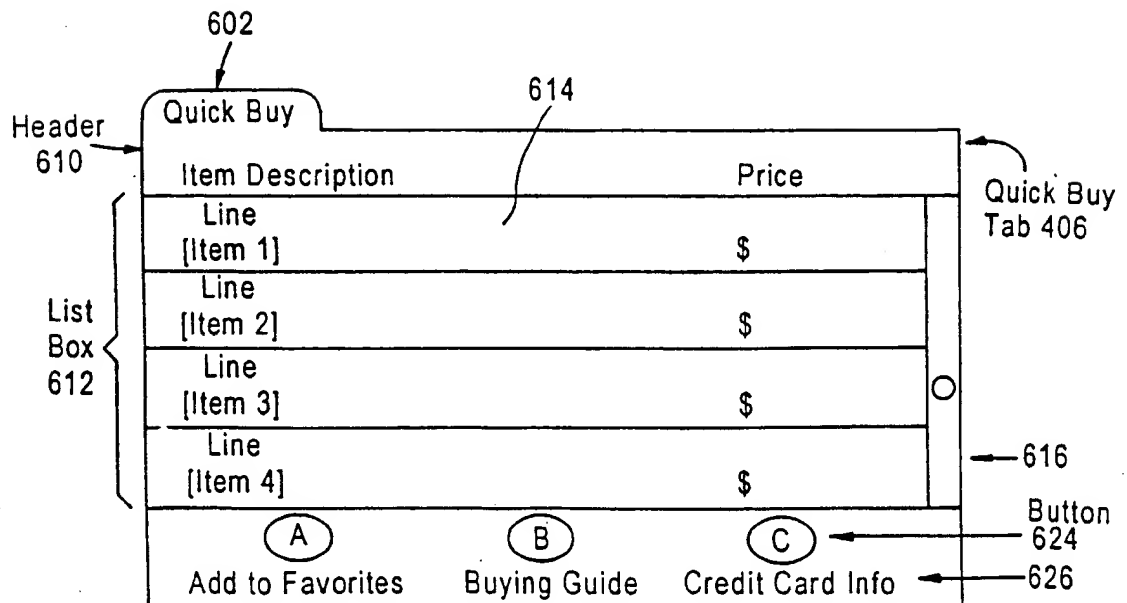 602
Quick Buy
614
Header
610
Item Description Price
Quick Buy
Tab 406
Line
[Item 1] $
Line
[Item 2] $
List
Box
612
Line
[Item 3] $
Line
[Item 4] $
616
A B C
Button
624
Add to Favorites Buying Guide Credit Card Info
626